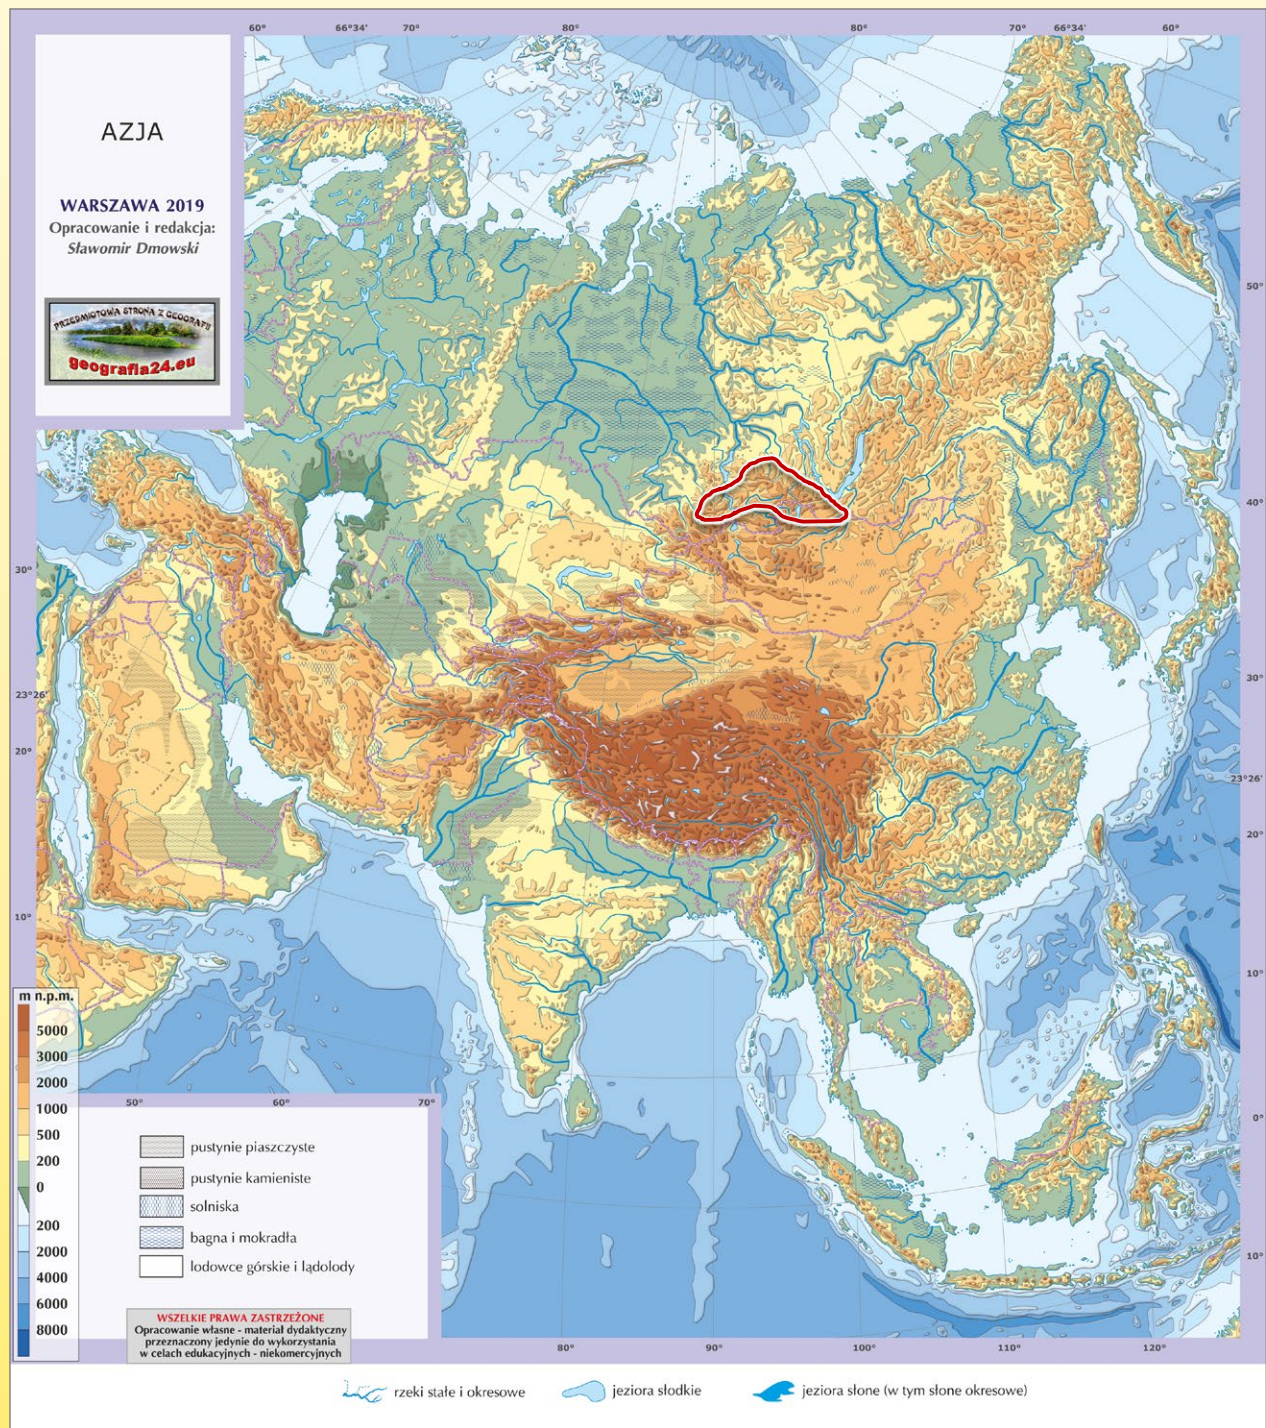 60° 66°34' 70° 80° 80° 70° 66°34' 60°
AZJA
WARSZAWA 2019
Opracowanie i redakcja:
Sławomir Dmowski
PRZEDMIOTOWA STRONA Z GEOGRAFII
geografia24.eu
50°
40°
30°
30°
23°26'
20°
23°26'
20°
10°
10°
0°
10°
m n.p.m.
5000
3000
2000
1000
500
200
0
200
2000
4000
6000
8000
50° 60° 70°
pustynie piaszczyste
pustynie kamieniste
solniska
bagna i mokradła
lodowce górskie i lądolody
WSZELKIE PRAWA ZASTRZEŻONE
Opracowanie własne - materiał dydaktyczny
przeznaczony jedynie do wykorzystania
w celach edukacyjnych - niekomercyjnych
80° 90° 100° 110° 120°
rzeki stałe i okresowe
jeziora słodkie
jeziora słone (w tym słone okresowe)